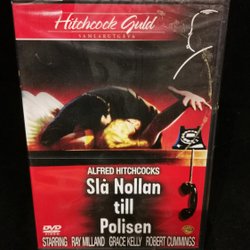 Hitchcock Guld
SAMLARUTGÅVA
ALFRED HITCHCOCKS
Slå Nollan
till
Polisen
DVD
STARRING RAY MILLAND GRACE KELLY ROBERT CUMMINGS